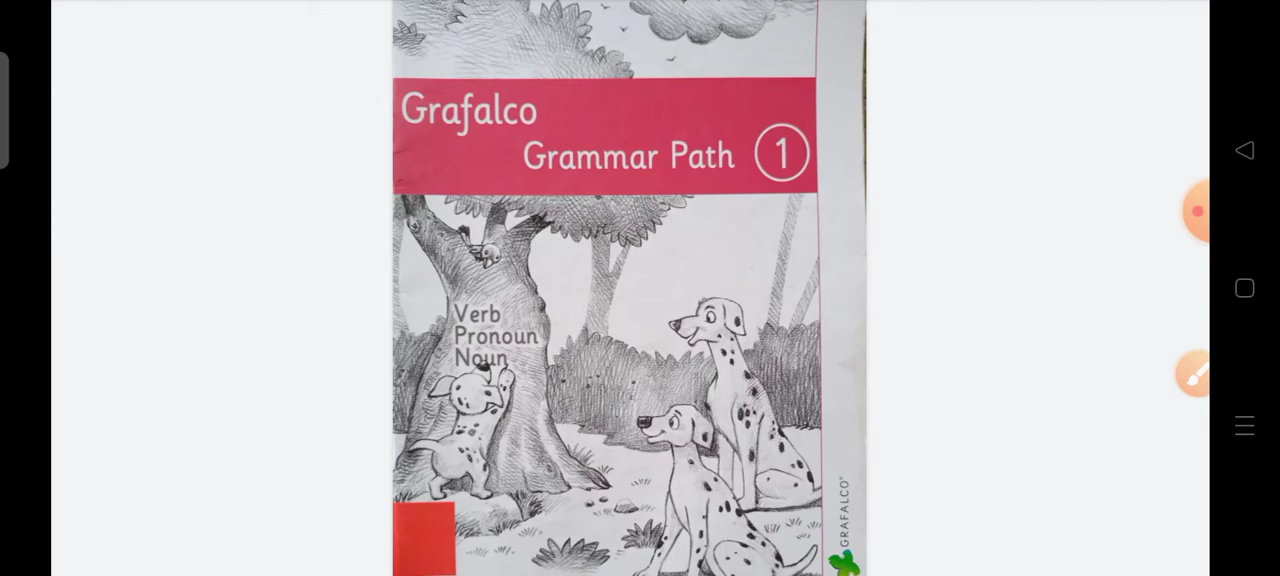 Grafalco
Grammar Path 1
Verb
Pronoun
Noun
GRAFALCO